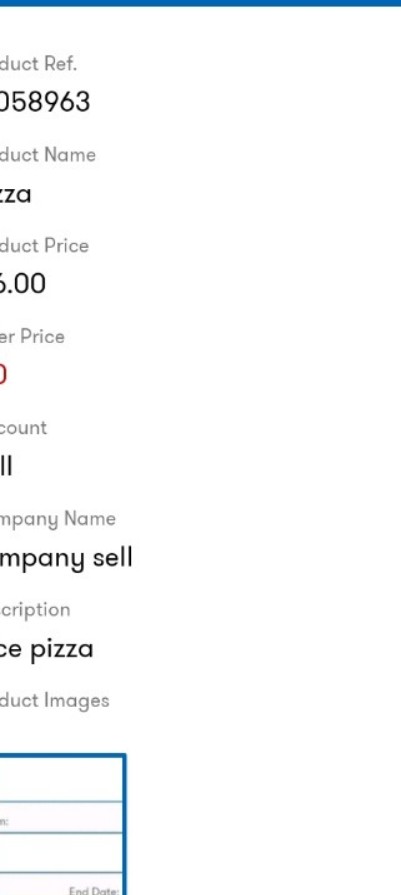 duct Ref.
058963
duct Name
zza
duct Price
6.00
er Price
0
count
ll
mpany Name
mpany sell
cription
ce pizza
duct Images
n:
End Date: